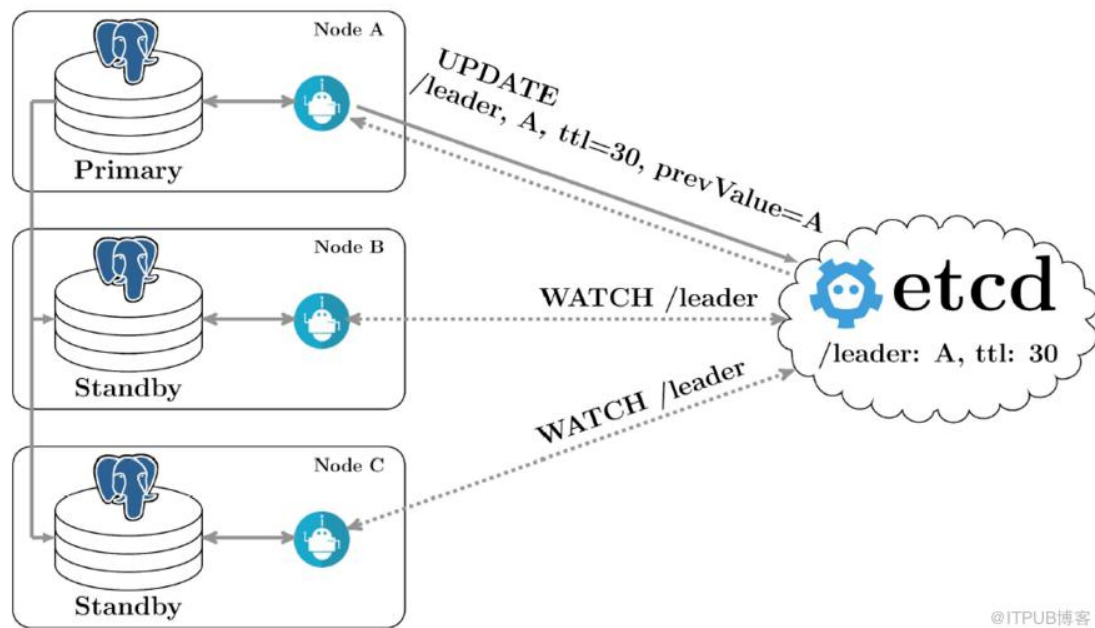 Node A
Primary
UPDATE
/leader, A, ttl=30, prevValue=A
Node B
Standby
WATCH /leader
etcd
/leader: A, ttl: 30
WATCH /leader
Node C
Standby
@ITPUB博客